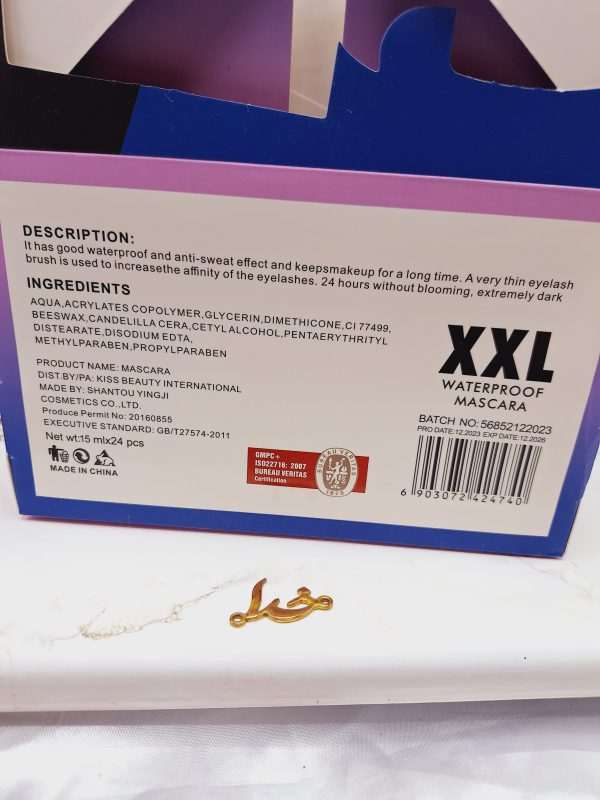 DESCRIPTION:
It has good waterproof and anti-sweat effect and keepsmakeup for a long time. A very thin eyelash
brush is used to increasethe affinity of the eyelashes. 24 hours without blooming, extremely dark
INGREDIENTS
AQUA,ACRYLATES COPOLYMER,GLYCERIN,DIMETHICONE,CI 77499,
BEESWAX,CANDELILLA CERA,CETYL ALCOHOL,PENTAERYTHRITYL
DISTEARATE,DISODIUM EDTA,
METHYLPARABEN,PROPYLPARABEN
PRODUCT NAME: MASCARA
DIST.BY/PA: KISS BEAUTY INTERNATIONAL
MADE BY: SHANTOU YINGJI
COSMETICS CO.,LTD.
Produce Permit No: 20160855
EXECUTIVE STANDARD: GB/T27574-2011
Net wt:15 mlx24 pcs
MADE IN CHINA
GMPC+
ISO22716: 2007
BUREAU VERITAS
Certification
BUREAU VERITAS
1828
XXL
WATERPROOF
MASCARA
BATCH NO: 56852122023
PRO DATE:12.2023 EXP DATE:12.2026
6 903072 424740